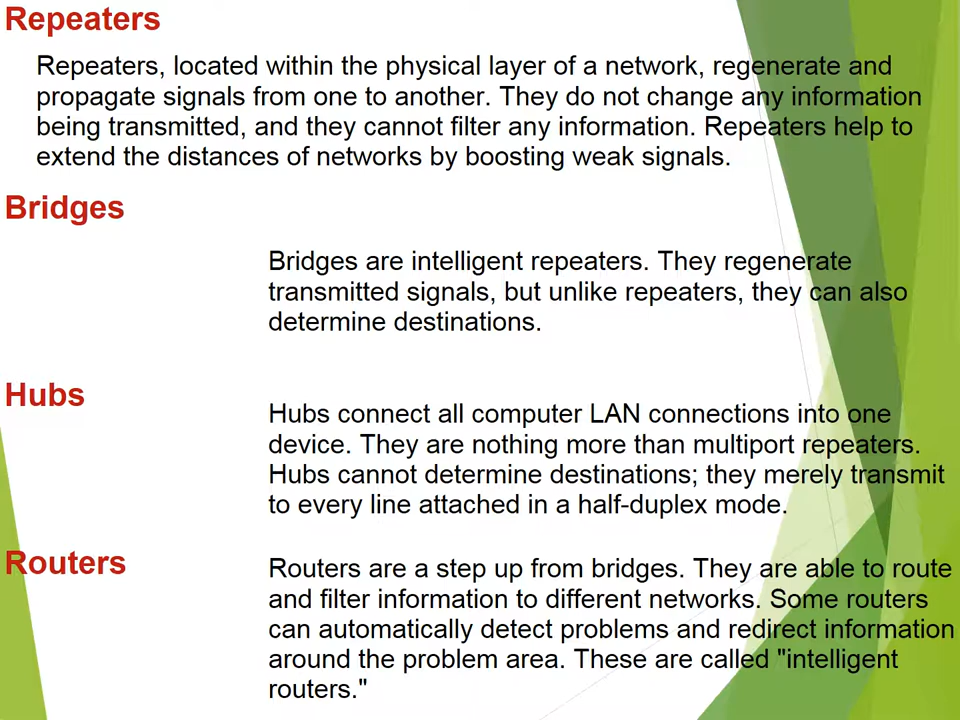 Repeaters
Repeaters, located within the physical layer of a network, regenerate and
propagate signals from one to another. They do not change any information
being transmitted, and they cannot filter any information. Repeaters help to
extend the distances of networks by boosting weak signals.
Bridges
Bridges are intelligent repeaters. They regenerate
transmitted signals, but unlike repeaters, they can also
determine destinations.
Hubs
Hubs connect all computer LAN connections into one
device. They are nothing more than multiport repeaters.
Hubs cannot determine destinations; they merely transmit
to every line attached in a half-duplex mode.
Routers
Routers are a step up from bridges. They are able to route
and filter information to different networks. Some routers
can automatically detect problems and redirect information
around the problem area. These are called "intelligent
routers."